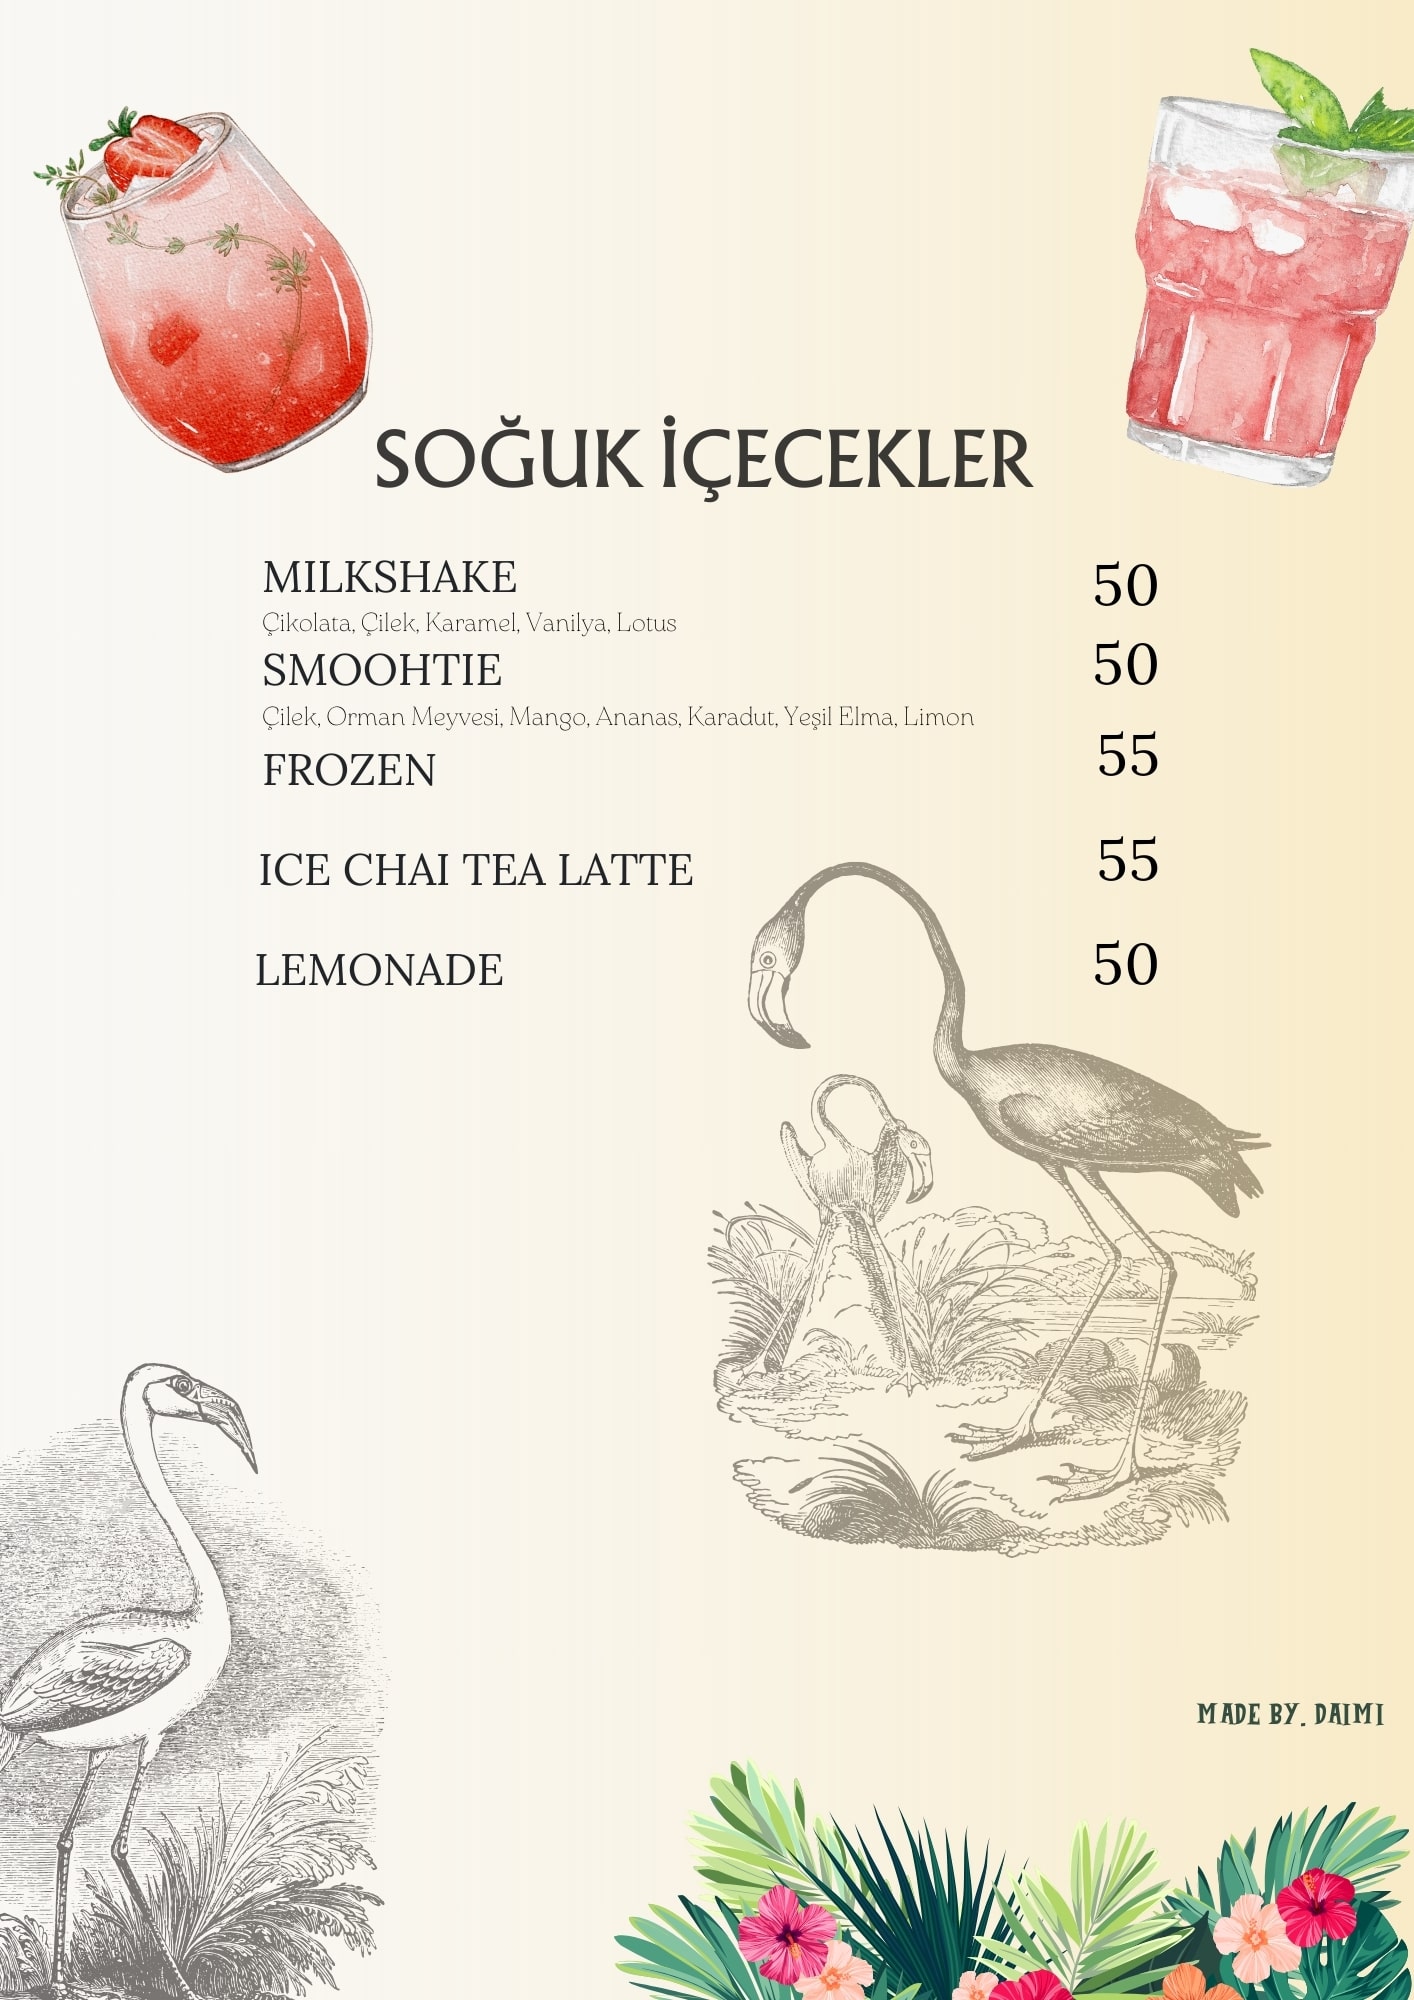 SOĞUK İÇECEKLER
MILKSHAKE 50
Çikolata, Çilek, Karamel, Vanilya, Lotus
SMOOHTIE 50
Çilek, Orman Meyvesi, Mango, Ananas, Karadut, Yeşil Elma, Limon
FROZEN 55
ICE CHAI TEA LATTE 55
LEMONADE 50
MADE BY. DAIMI